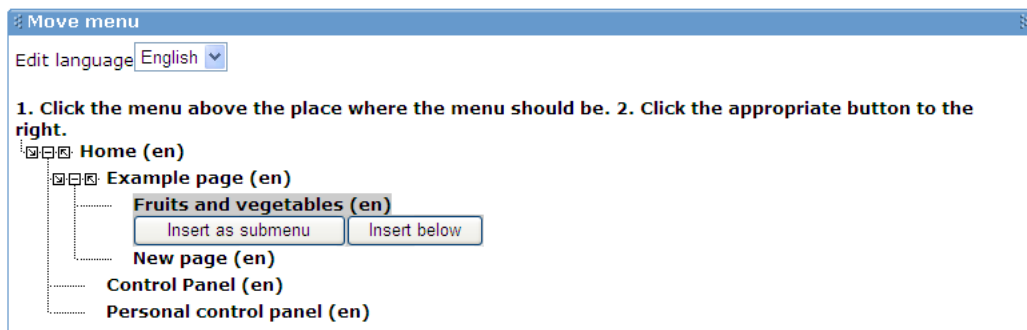 Move menu
Edit language English
1. Click the menu above the place where the menu should be. 2. Click the appropriate button to the
right.
Home (en)
Example page (en)
Fruits and vegetables (en)
Insert as submenu Insert below
New page (en)
Control Panel (en)
Personal control panel (en)